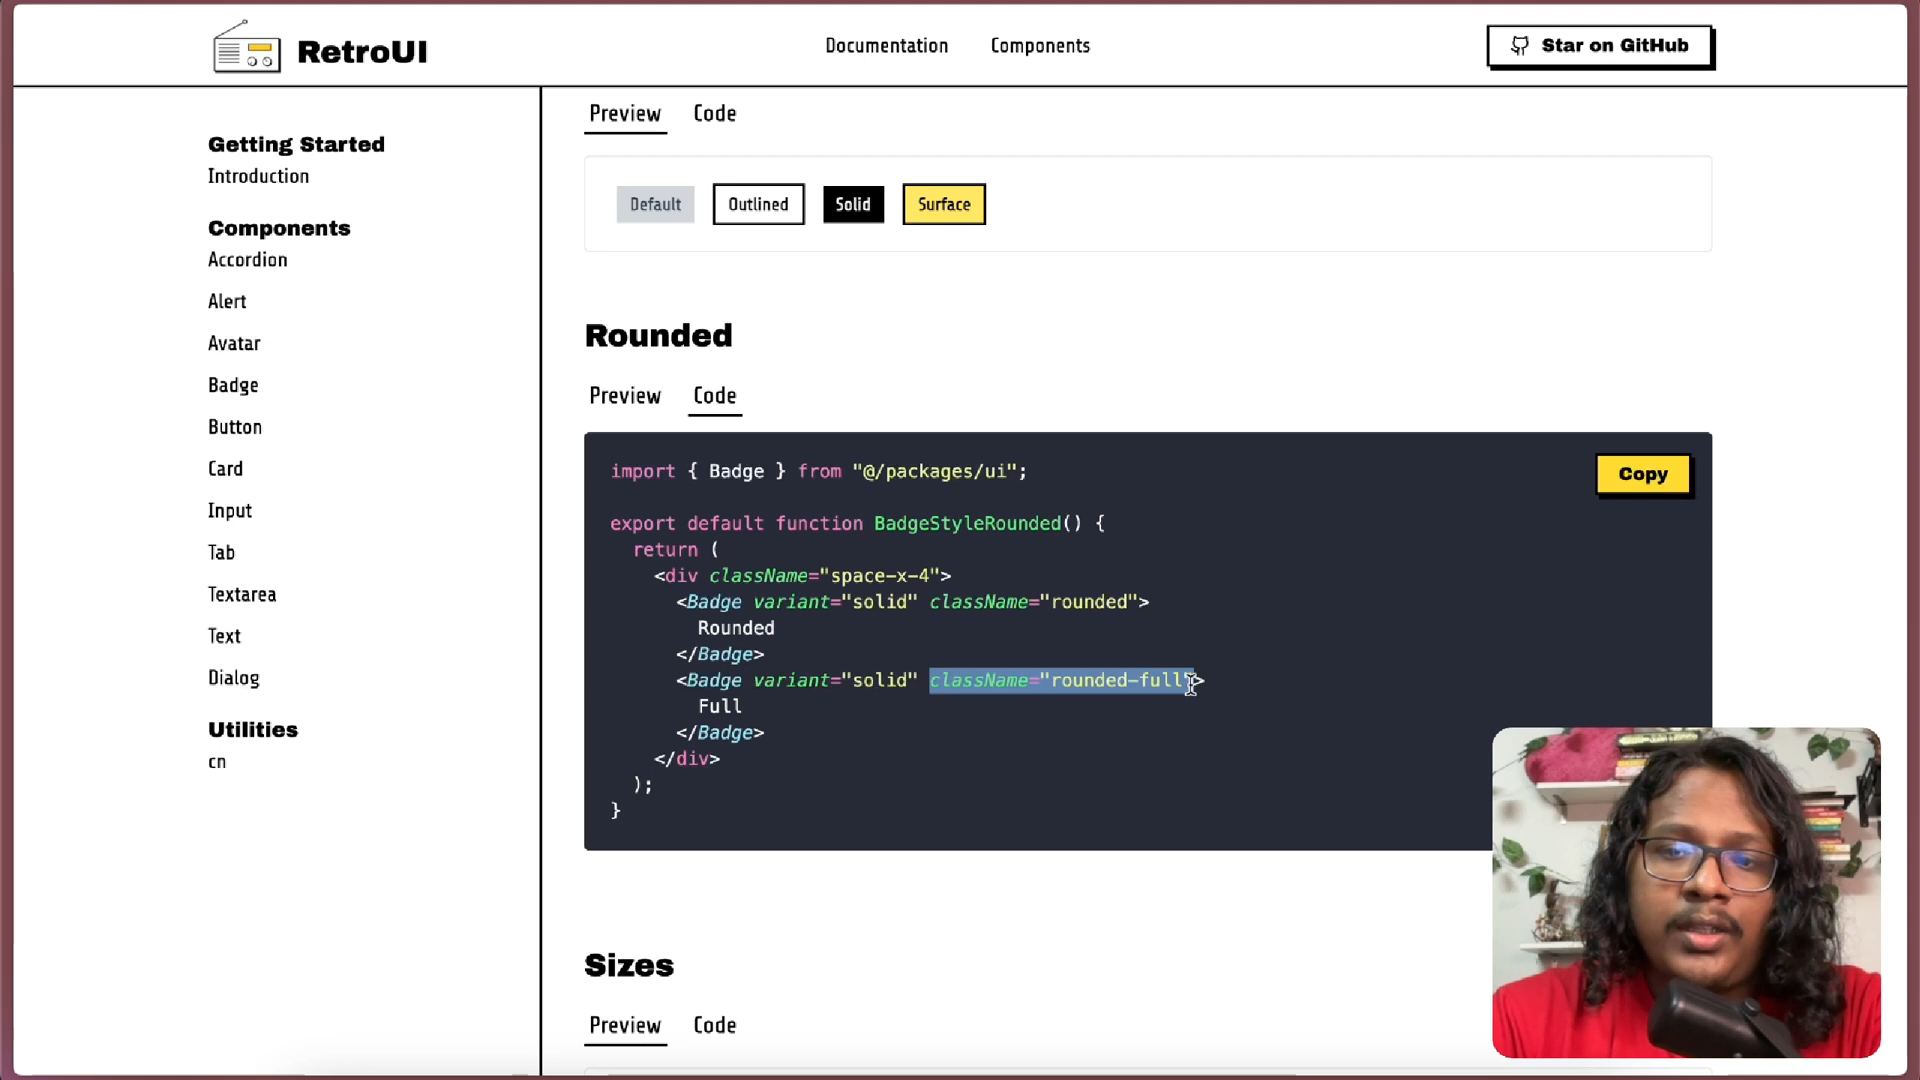 RetroUI
Documentation
Components
Star on GitHub
Getting Started
Introduction
Components
Accordion
Alert
Avatar
Badge
Button
Card
Input
Tab
Textarea
Text
Dialog
Utilities
cn
Preview
Code
Default
Outlined
Solid
Surface
Rounded
Preview
Code
Copy
import { Badge } from "@/packages/ui";
export default function BadgeStyleRounded() {
return (
<div className="space-x-4">
<Badge variant="solid" className="rounded">
Rounded
</Badge>
<Badge variant="solid" className="rounded-full">
Full
</Badge>
</div>
);
}
Sizes
Preview
Code